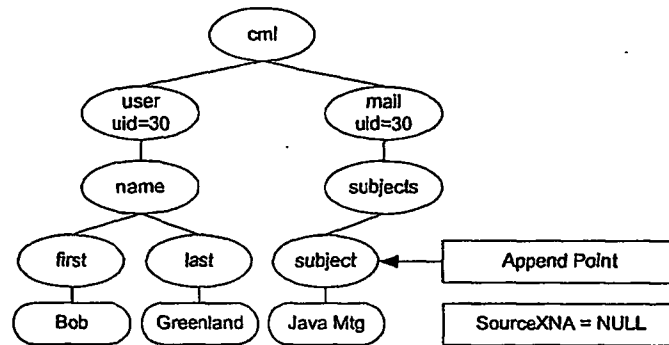 cml
user
uid=30
mail
uid=30
name
subjects
first
last
subject
Append Point
Bob
Greenland
Java Mtg
SourceXNA = NULL